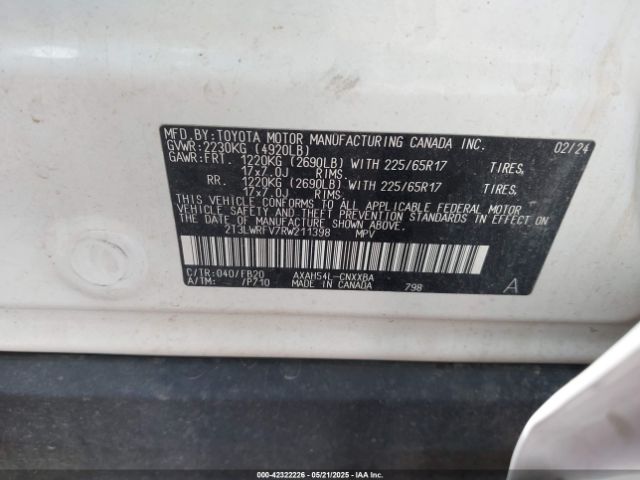 MFD.BY:TOYOTA MOTOR MANUFACTURING CANADA INC. 02/24
GVWR:2230KG (4920LB)
GAWR:FRT. 1220KG (2690LB) WITH 225/65R17 TIRES,
17x7.0J RIMS.
RR. 1220KG (2690LB) WITH 225/65R17 TIRES,
17x7.0J RIMS.
THIS VEHICLE CONFORMS TO ALL APPLICABLE FEDERAL MOTOR
VEHICLE SAFETY AND THEFT PREVENTION STANDARDS IN
EFFECT ON THE DATE OF MANUFACTURE SHOWN ABOVE.
2T3LWRFV7RW211398 MPV
C/TR:040/FB20 AXAH54L-CNXXBA
A/TM: /P710 MADE IN CANADA 798 A
000-42322226 - 05/21/2025 - IAAI.CA